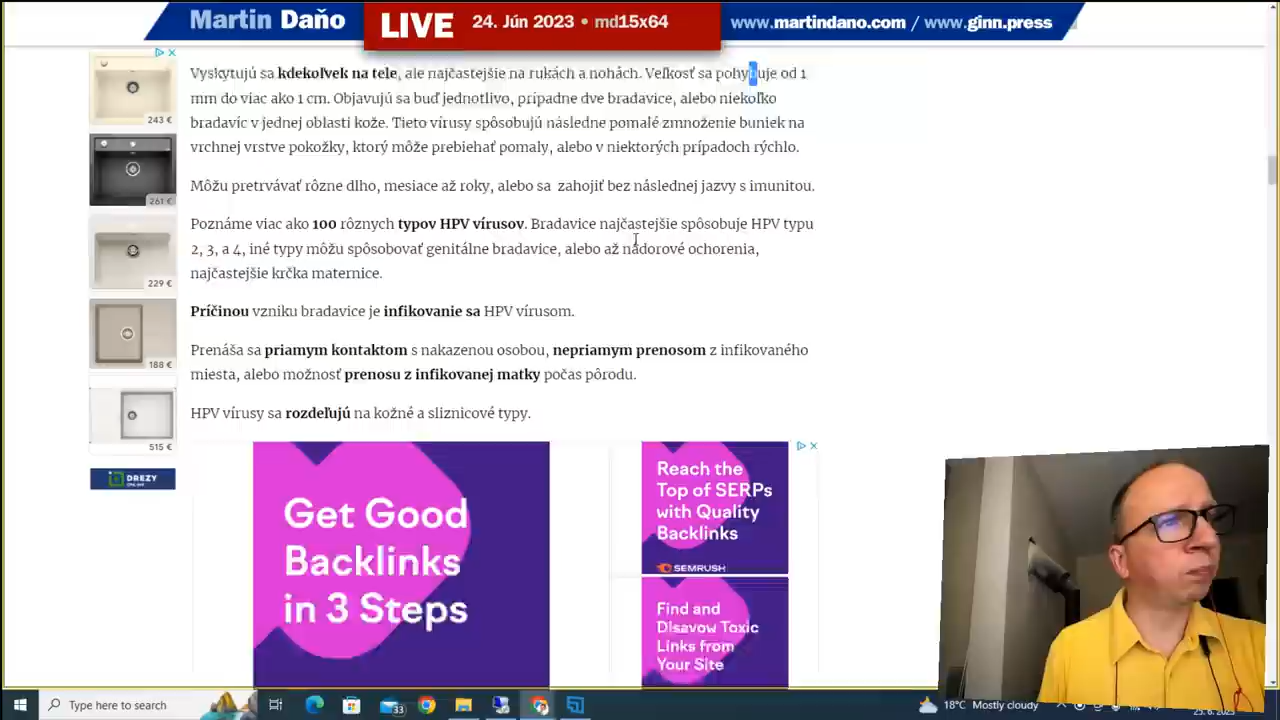 Martin Daňo
LIVE
24. Jún 2023 • md15x64
www.martindano.com / www.ginn.press
Vyskytujú sa kdekoľvek na tele, ale najčastejšie na rukách a nohách. Veľkosť sa pohybuje od 1
mm do viac ako 1 cm. Objavujú sa buď jednotlivo, prípadne dve bradavice, alebo niekoľko
bradavíc v jednej oblasti kože. Tieto vírusy spôsobujú následne pomalé zmnoženie buniek na
vrchnej vrstve pokožky, ktorý môže prebiehať pomaly, alebo v niektorých prípadoch rýchlo.
Môžu pretrvávať rôzne dlho, mesiace až roky, alebo sa zahojiť bez následnej jazvy s imunitou.
Poznáme viac ako 100 rôznych typov HPV vírusov. Bradavice najčastejšie spôsobuje HPV typu
2, 3, a 4, iné typy môžu spôsobovať genitálne bradavice, alebo až nádorové ochorenia,
najčastejšie krčka maternice.
Príčinou vzniku bradavice je infikovanie sa HPV vírusom.
Prenáša sa priamym kontaktom s nakazenou osobou, nepriamym prenosom z infikovaného
miesta, alebo možnosť prenosu z infikovanej matky počas pôrodu.
HPV vírusy sa rozdeľujú na kožné a sliznicové typy.
243 €
261 €
229 €
188 €
515 €
DREZY
Get Good
Backlinks
in 3 Steps
Reach the
Top of SERPs
with Quality
Backlinks
SEMRUSH
Find and
Disavow Toxic
Links from
Your Site
Type here to search
33
18°C Mostly cloudy